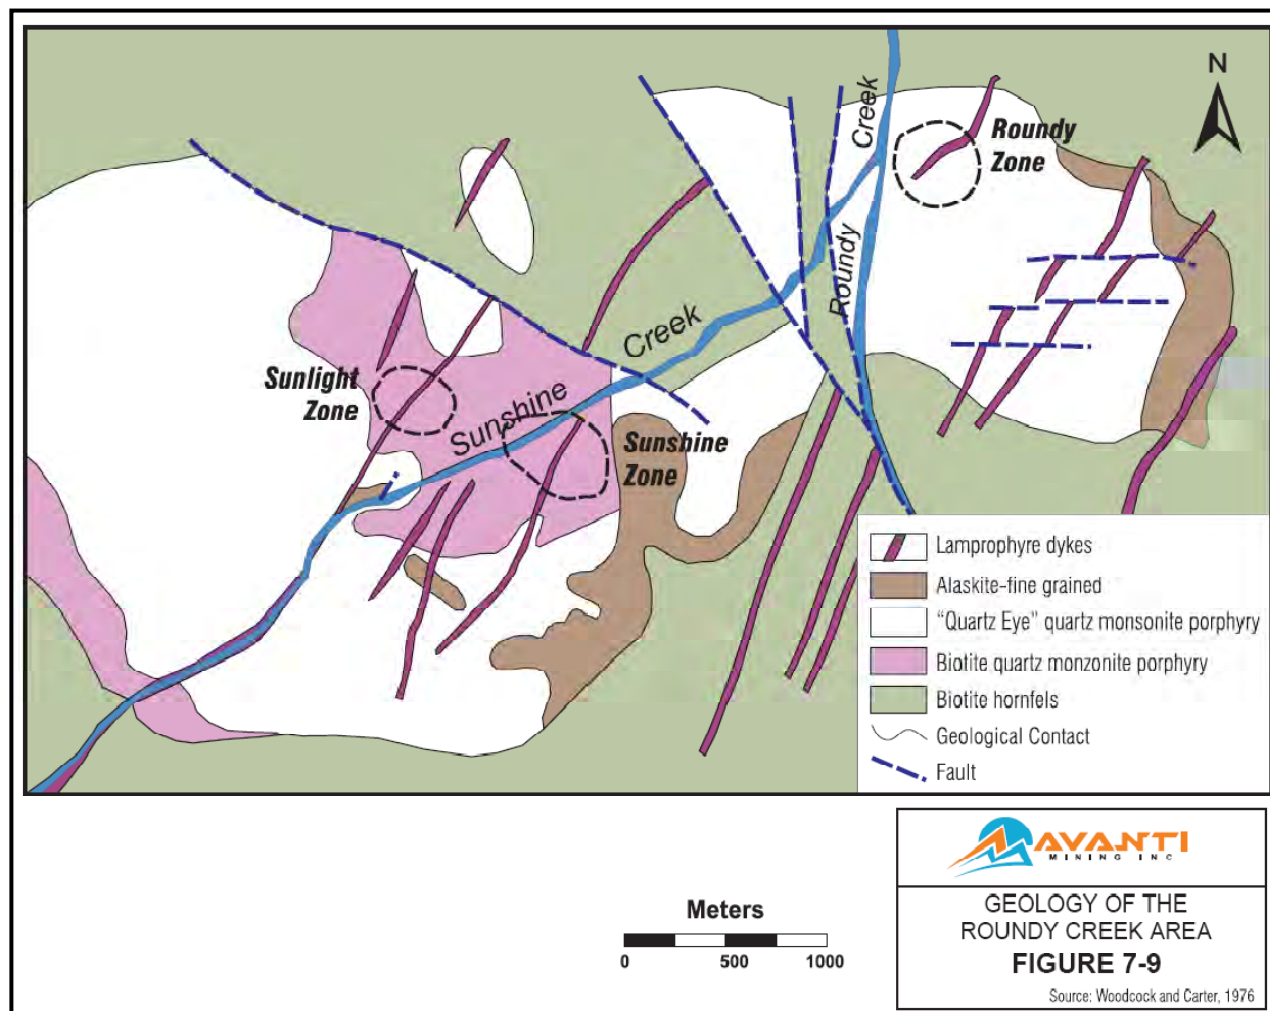 N
Creek
Roundy
Zone
Roundy
Creek
Sunlight
Zone
Sunshine
Sunshine
Zone
Lamprophyre dykes
Alaskite-fine grained
"Quartz Eye" quartz monsonite porphyry
Biotite quartz monzonite porphyry
Biotite hornfels
Geological Contact
Fault
AVANTI
MINING INC
Meters
0 500 1000
GEOLOGY OF THE
ROUNDY CREEK AREA
FIGURE 7-9
Source: Woodcock and Carter, 1976